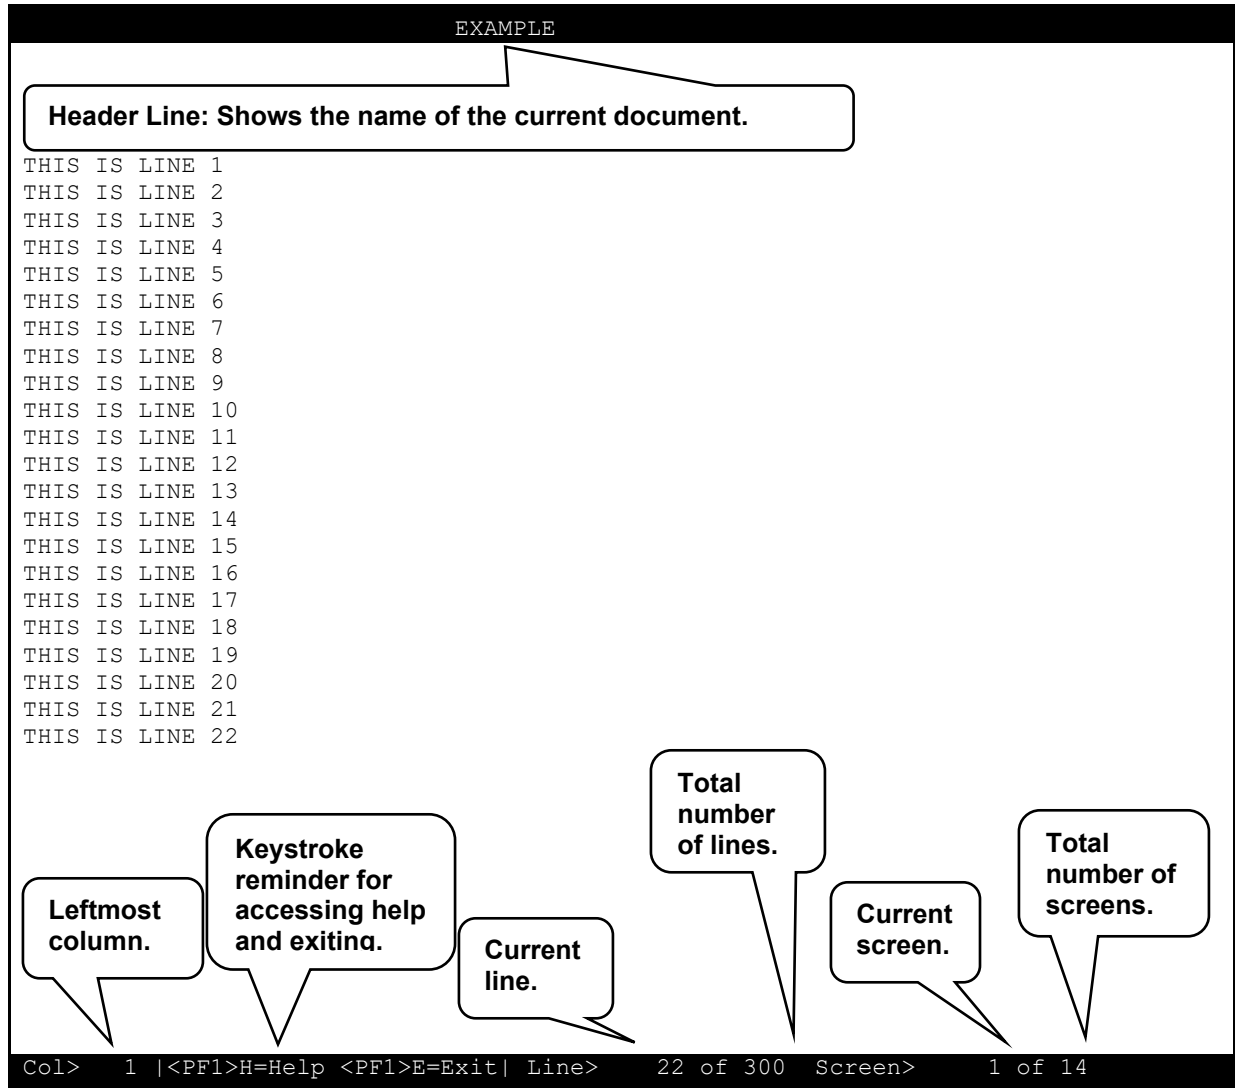 EXAMPLE
Header Line: Shows the name of the current document.
THIS IS LINE 1
THIS IS LINE 2
THIS IS LINE 3
THIS IS LINE 4
THIS IS LINE 5
THIS IS LINE 6
THIS IS LINE 7
THIS IS LINE 8
THIS IS LINE 9
THIS IS LINE 10
THIS IS LINE 11
THIS IS LINE 12
THIS IS LINE 13
THIS IS LINE 14
THIS IS LINE 15
THIS IS LINE 16
THIS IS LINE 17
THIS IS LINE 18
THIS IS LINE 19
THIS IS LINE 20
THIS IS LINE 21
THIS IS LINE 22
Leftmost
column.
Keystroke
reminder for
accessing help
and exiting.
Current
line.
Total
number
of lines.
Current
screen.
Total
number of
screens.
Col> 1 |<PF1>H=Help <PF1>E=Exit| Line> 22 of 300 Screen> 1 of 14